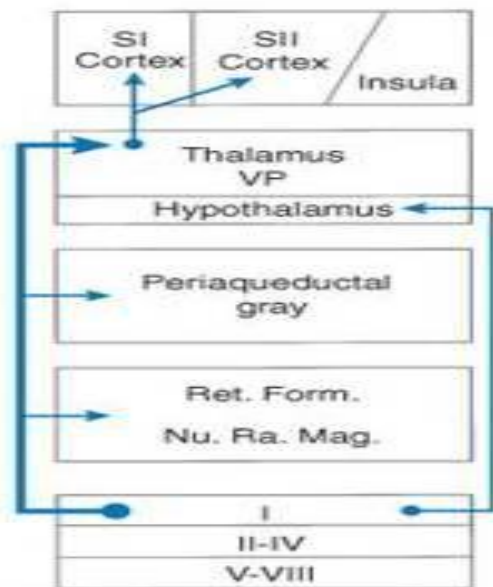 SI
Cortex
SII
Cortex
Insula
Thalamus
VP
Hypothalamus
Periaqueductal
gray
Ret. Form.
Nu. Ra. Mag.
I
II-IV
V-VIII